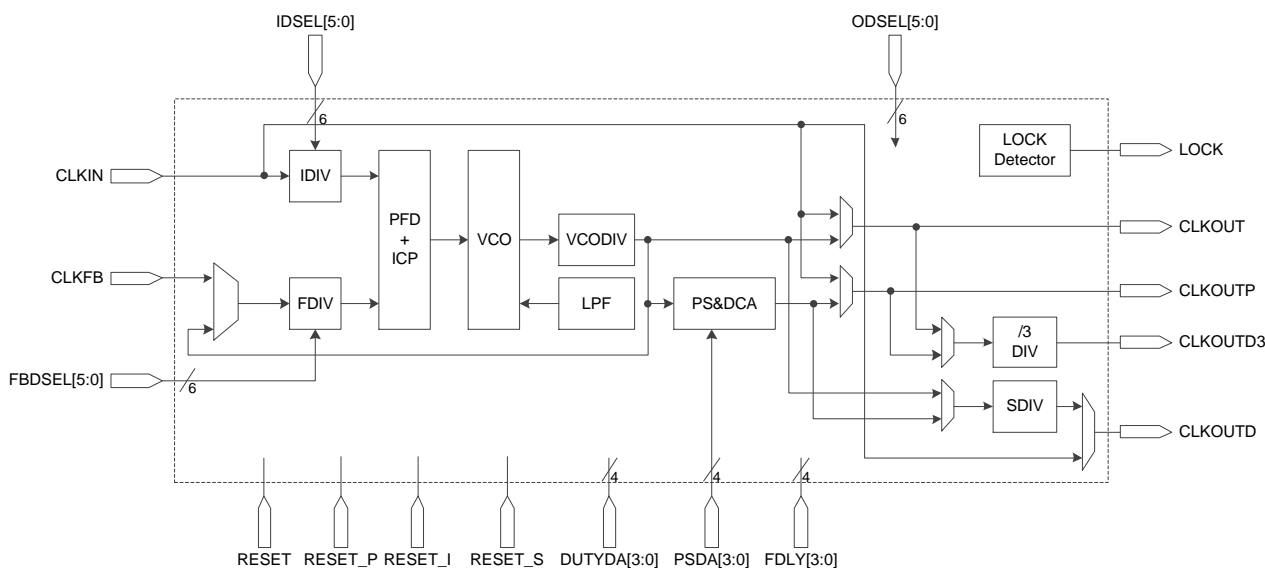 IDSEL[5:0]
ODSEL[5:0]
6
6
LOCK
Detector
LOCK
CLKIN
IDIV
PFD
+
ICP
VCO
VCODIV
CLKOUT
CLKFB
FDIV
LPF
PS&DCA
CLKOUTP
/3
DIV
CLKOUTD3
FBDSEL[5:0]
6
SDIV
CLKOUTD
4
4
4
RESET
RESET_P
RESET_I
RESET_S
DUTYDA[3:0]
PSDA[3:0]
FDLY[3:0]